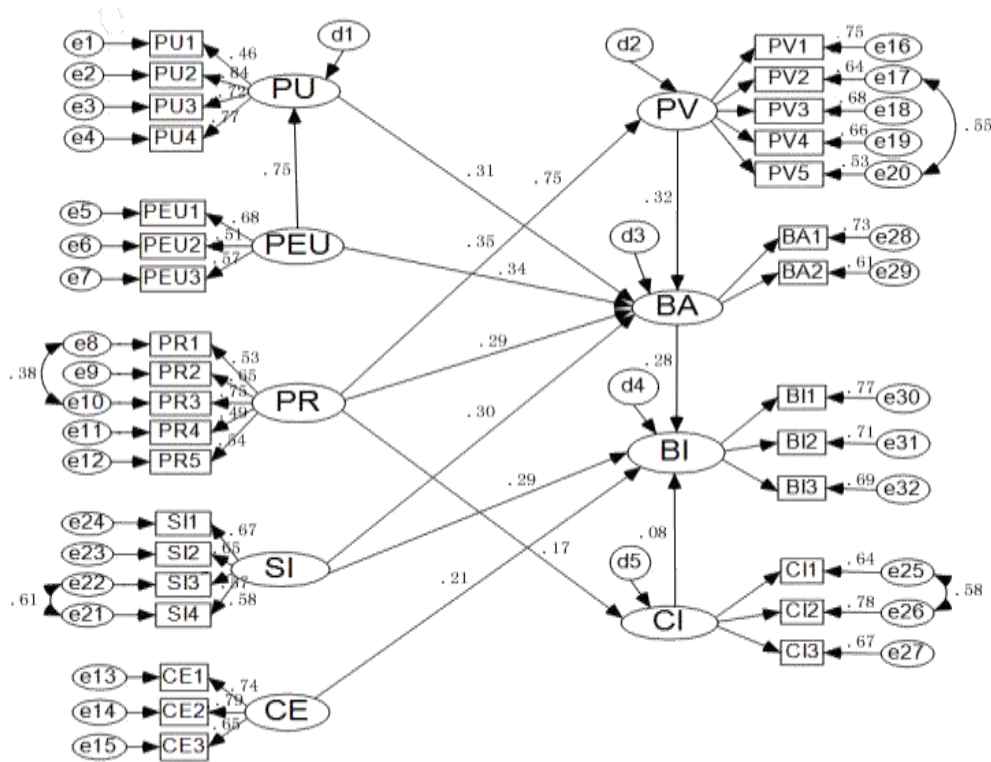 d1
d2
e1 PU1 .46
e2 PU2 .84
e3 PU3 .72
e4 PU4 .77
PU
PV
PV1 .75 e16
PV2 .64 e17
PV3 .68 e18
PV4 .66 e19
PV5 .53 e20
.55
.75
.31
.75
.32
e5 PEU1 .68
e6 PEU2 .51
e7 PEU3 .57
PEU
.35
.34
d3
BA
BA1 .73 e28
BA2 .61 e29
.38
e8 PR1 .53
e9 PR2 .65
e10 PR3 .75
e11 PR4 .49
e12 PR5 .54
PR
.29
.28
.30
d4
BI
BI1 .77 e30
BI2 .71 e31
BI3 .69 e32
.29
e24 SI1 .67
e23 SI2 .65
e22 SI3 .57
e21 SI4 .58
.61
SI
.17
.08
.21
d5
CI
CI1 .64 e25
CI2 .78 e26
CI3 .67 e27
.58
e13 CE1 .74
e14 CE2 .79
e15 CE3 .65
CE